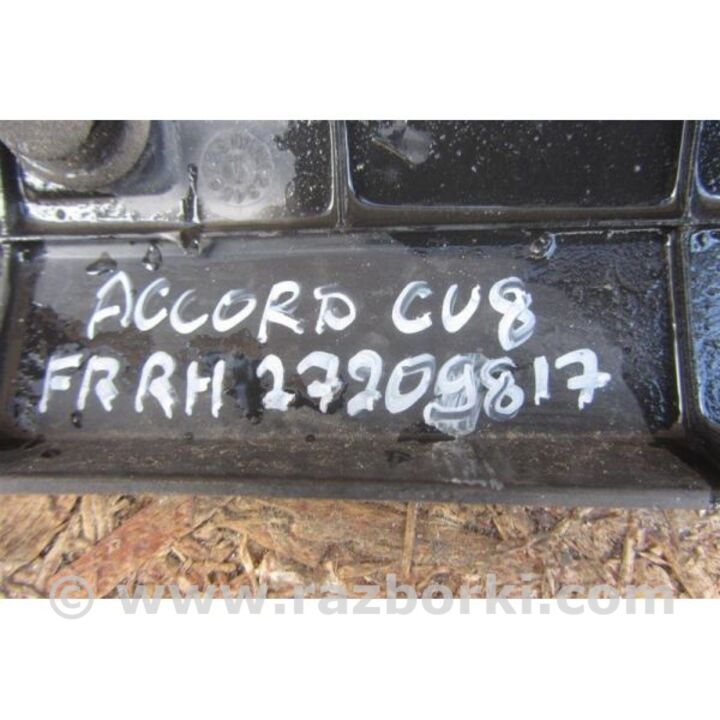 ACCORD CU8
FR RH 27209817
© www.razborki.com